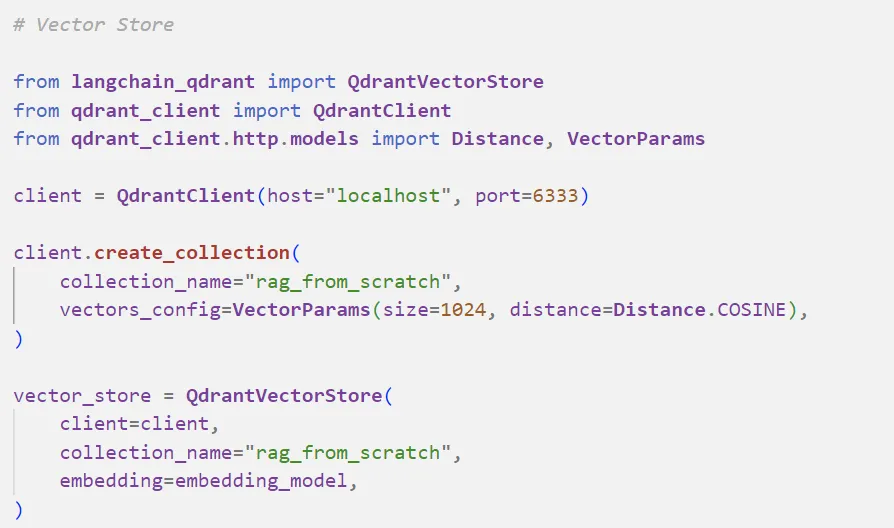 # Vector Store
from langchain_qdrant import QdrantVectorStore
from qdrant_client import QdrantClient
from qdrant_client.http.models import Distance, VectorParams
client = QdrantClient(host="localhost", port=6333)
client.create_collection(
    collection_name="rag_from_scratch",
    vectors_config=VectorParams(size=1024, distance=Distance.COSINE),
)
vector_store = QdrantVectorStore(
    client=client,
    collection_name="rag_from_scratch",
    embedding=embedding_model,
)